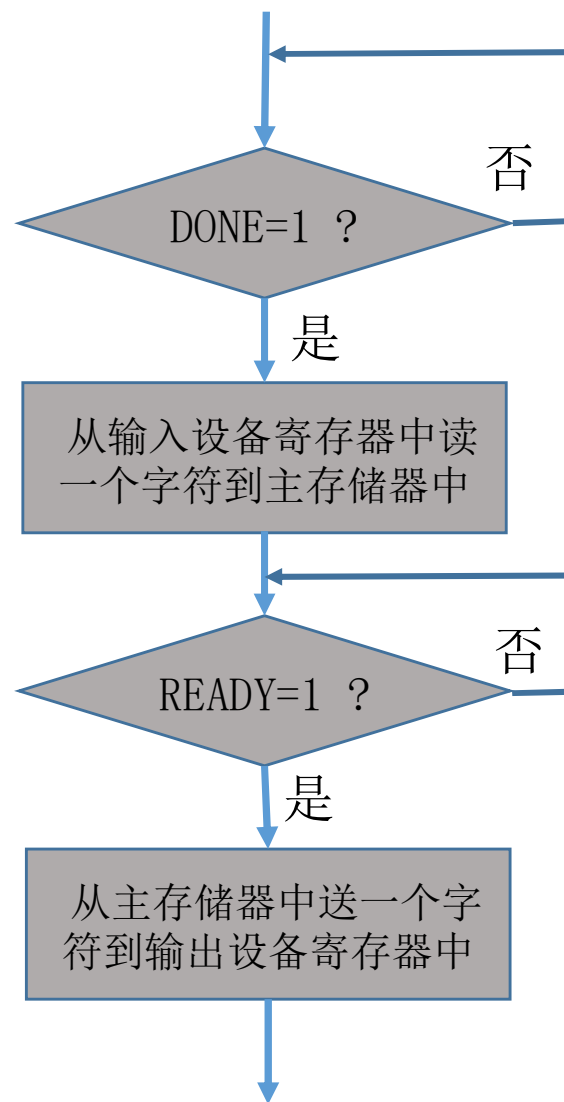 否
DONE=1 ?
是
从输入设备寄存器中读
一个字符到主存储器中
否
READY=1 ?
是
从主存储器中送一个字
符到输出设备寄存器中